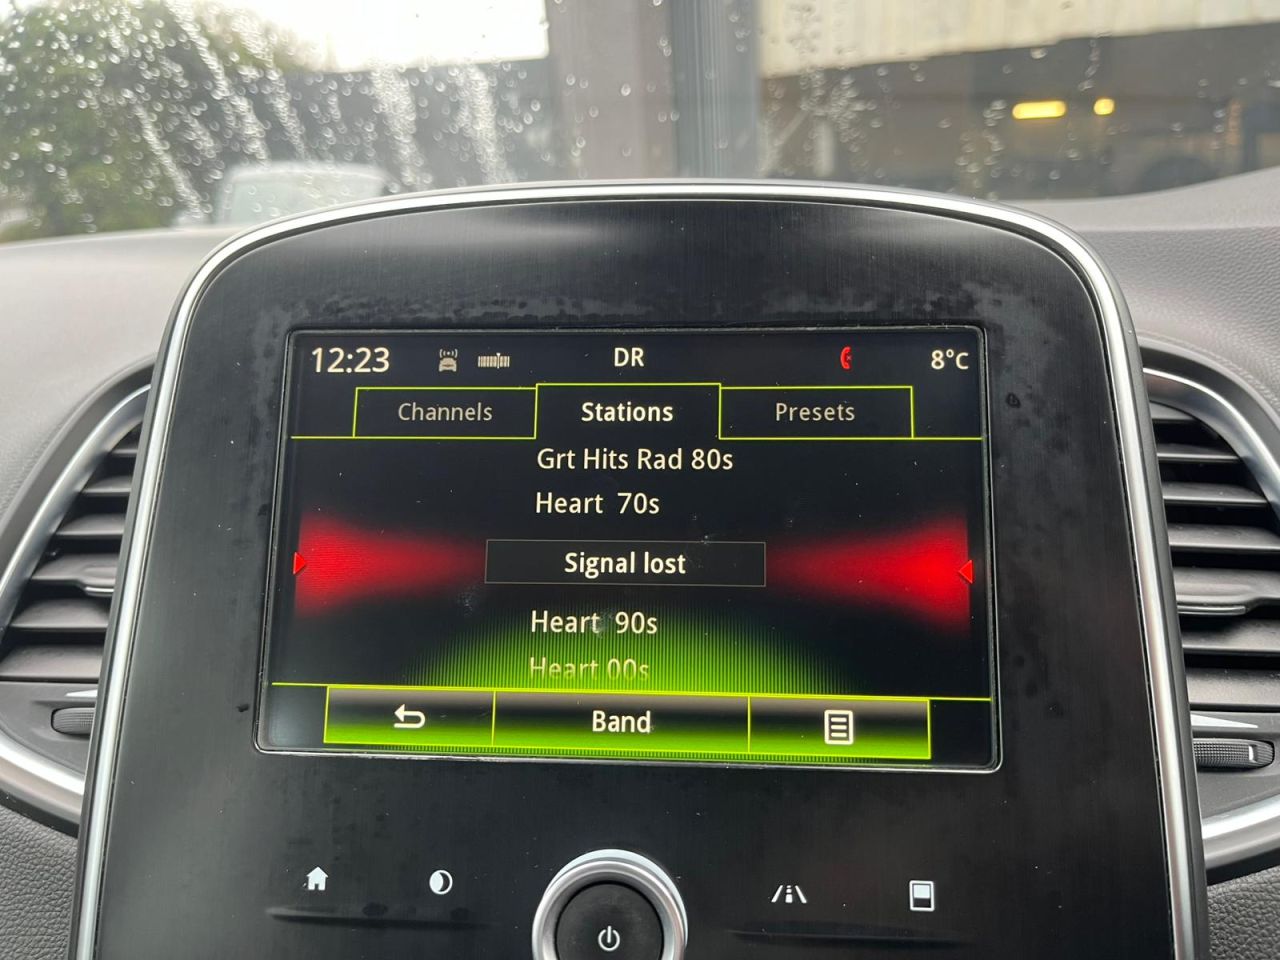 12:23 DR 8°C
Channels Stations Presets
Grt Hits Rad 80s
Heart 70s
Signal lost
Heart 90s
Heart 00s
Band